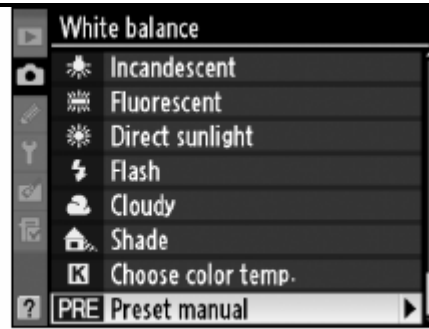 White balance
Incandescent
Fluorescent
Direct sunlight
Flash
Cloudy
Shade
K Choose color temp.
? PRE Preset manual